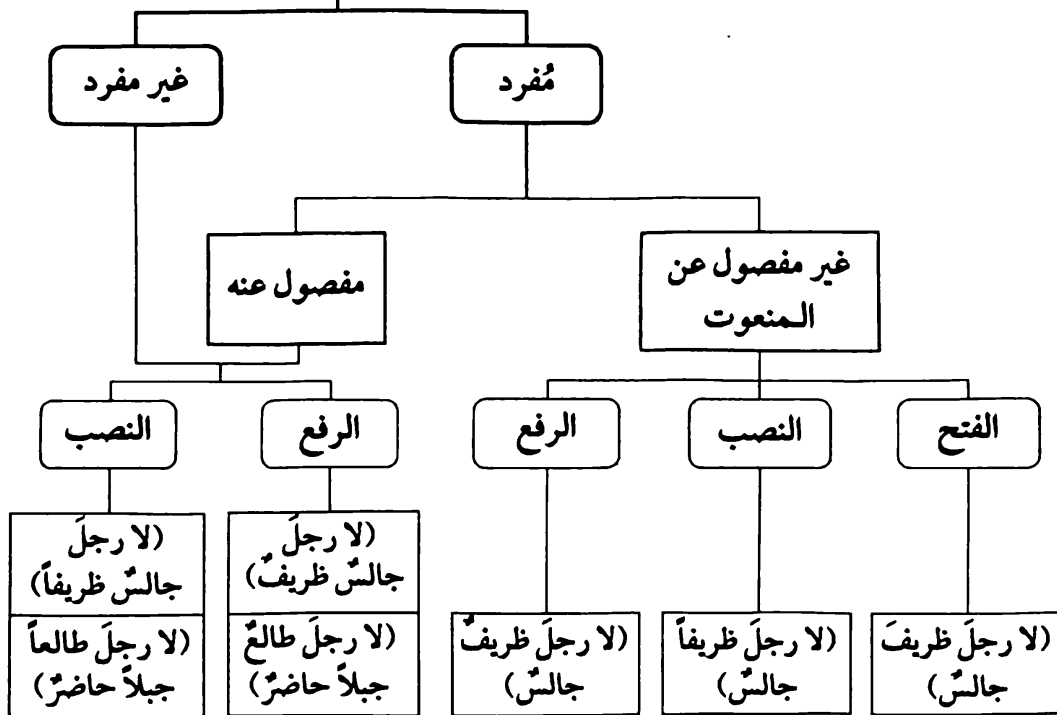 مُفرد
غير مفرد
غير مفصول عن
المنعوت
مفصول عنه
الفتح
النصب
الرفع
الرفع
النصب
(لا رجلَ ظريفَ
جالسٌ)
(لا رجلَ ظريفاً
جالسٌ)
(لا رجلَ ظريفٌ
جالسٌ)
(لا رجلَ
جالسٌ ظريفٌ)
(لا رجلَ طالعٌ
جبلاً حاضرٌ)
(لا رجلَ
جالسٌ ظريفاً)
(لا رجلَ طالعاً
جبلاً حاضرٌ)